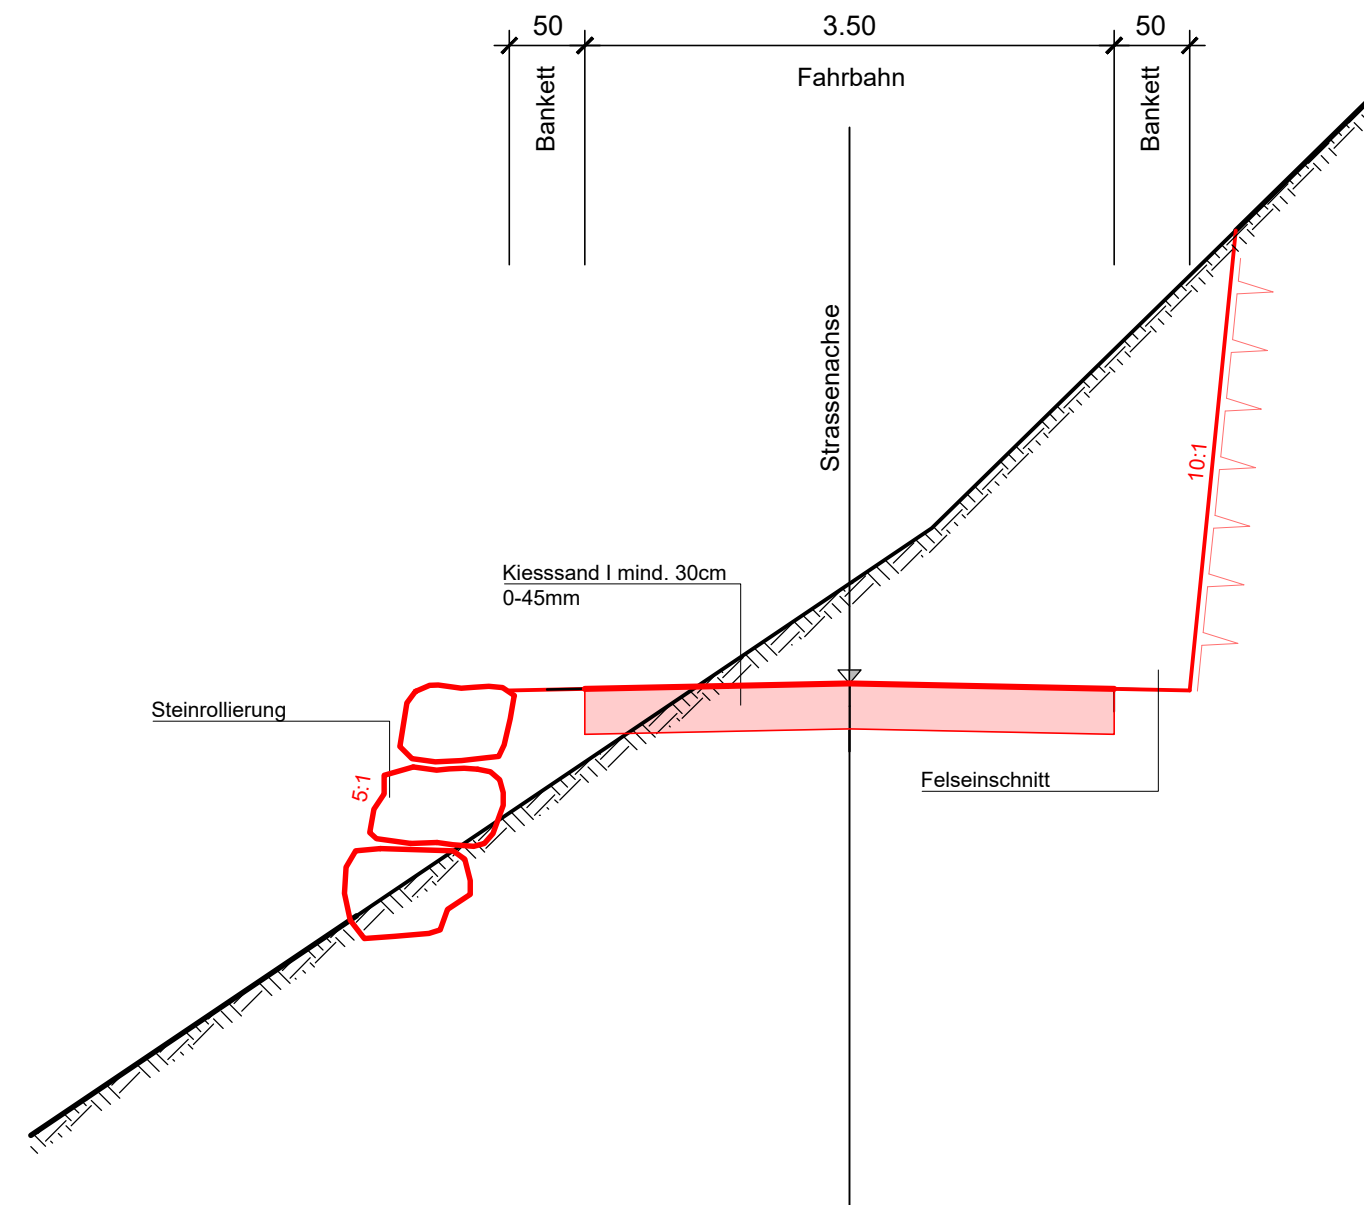 50
3.50
50
Bankett
Fahrbahn
Bankett
Strassenachse
10:1
Kiesssand I mind. 30cm
0-45mm
Steinrollierung
5:1
Felseinschnitt